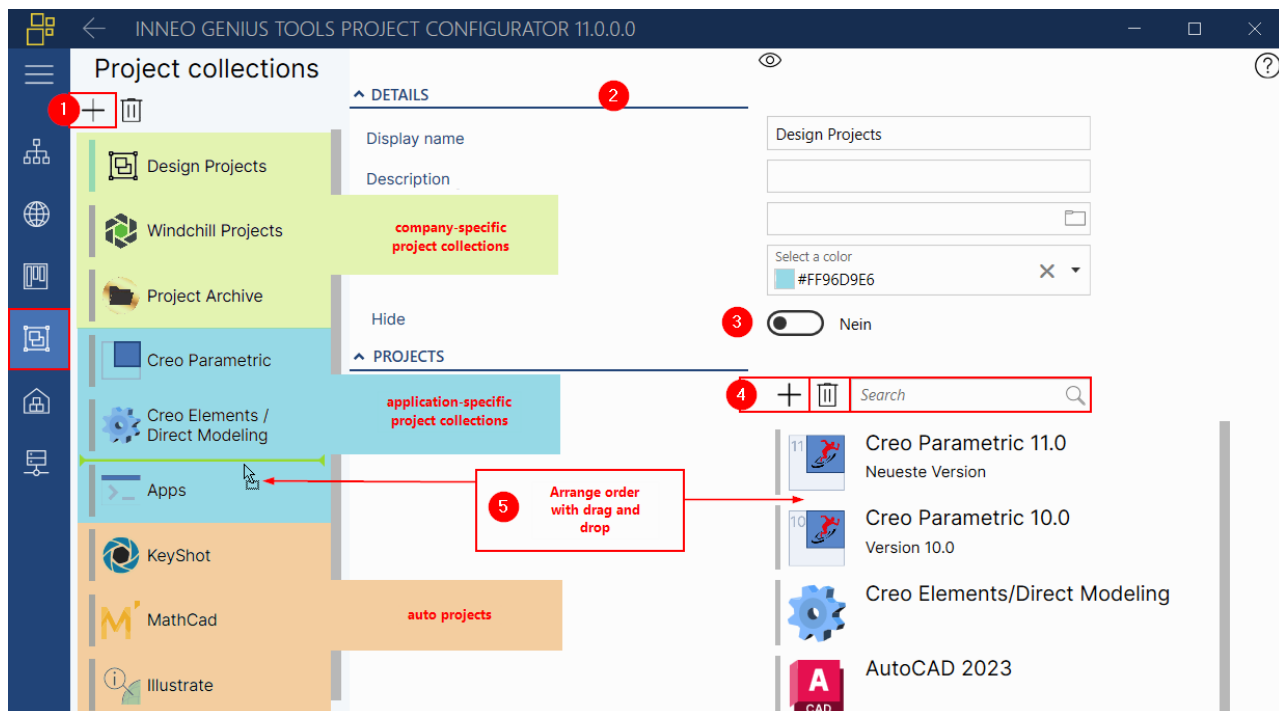 INNEO GENIUS TOOLS PROJECT CONFIGURATOR 11.0.0.0
Project collections
1
DETAILS
2
Display name
Design Projects
Description
Design Projects
Windchill Projects
company-specific
project collections
Select a color
#FF96D9E6
Project Archive
Hide
3
Nein
PROJECTS
Creo Parametric
4
Search
application-specific
project collections
Creo Elements /
Direct Modeling
11
Creo Parametric 11.0
Neueste Version
Apps
5
Arrange order
with drag and
drop
10
Creo Parametric 10.0
Version 10.0
KeyShot
Creo Elements/Direct Modeling
auto projects
M
MathCad
Illustrate
A
CAD
AutoCAD 2023